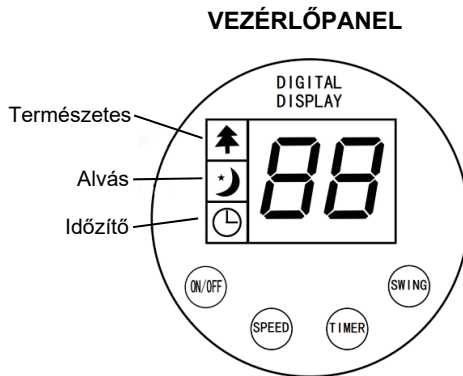 VEZÉRLŐPANEL
DIGITAL
DISPLAY
Természetes
Alvás
Időzítő
88
ON/OFF
SWING
SPEED
TIMER